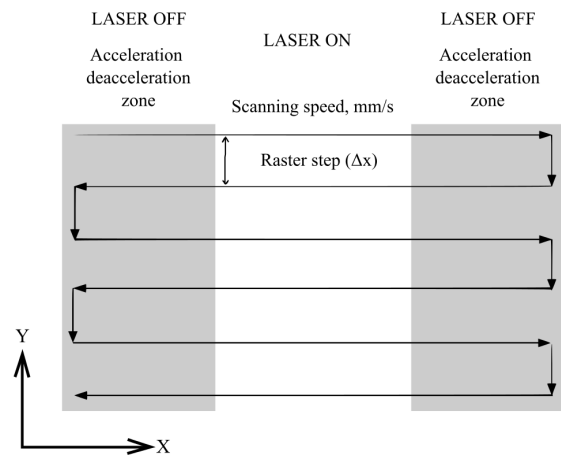 LASER OFF
Acceleration
deacceleration
zone
LASER ON
Scanning speed, mm/s
LASER OFF
Acceleration
deacceleration
zone
Raster step (Δx)
Y
X